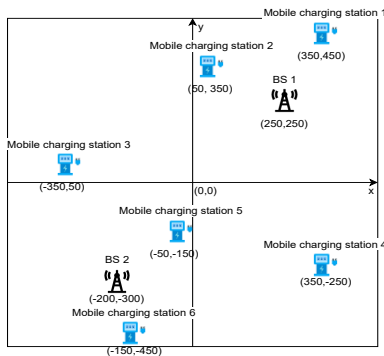 Mobile charging station 1
y
(350,450)
Mobile charging station 2
(50, 350)
BS 1
(250,250)
Mobile charging station 3
(-350,50)
(0,0)
x
Mobile charging station 5
(-50,-150)
Mobile charging station 4
(350,-250)
BS 2
(-200,-300)
Mobile charging station 6
(-150,-450)